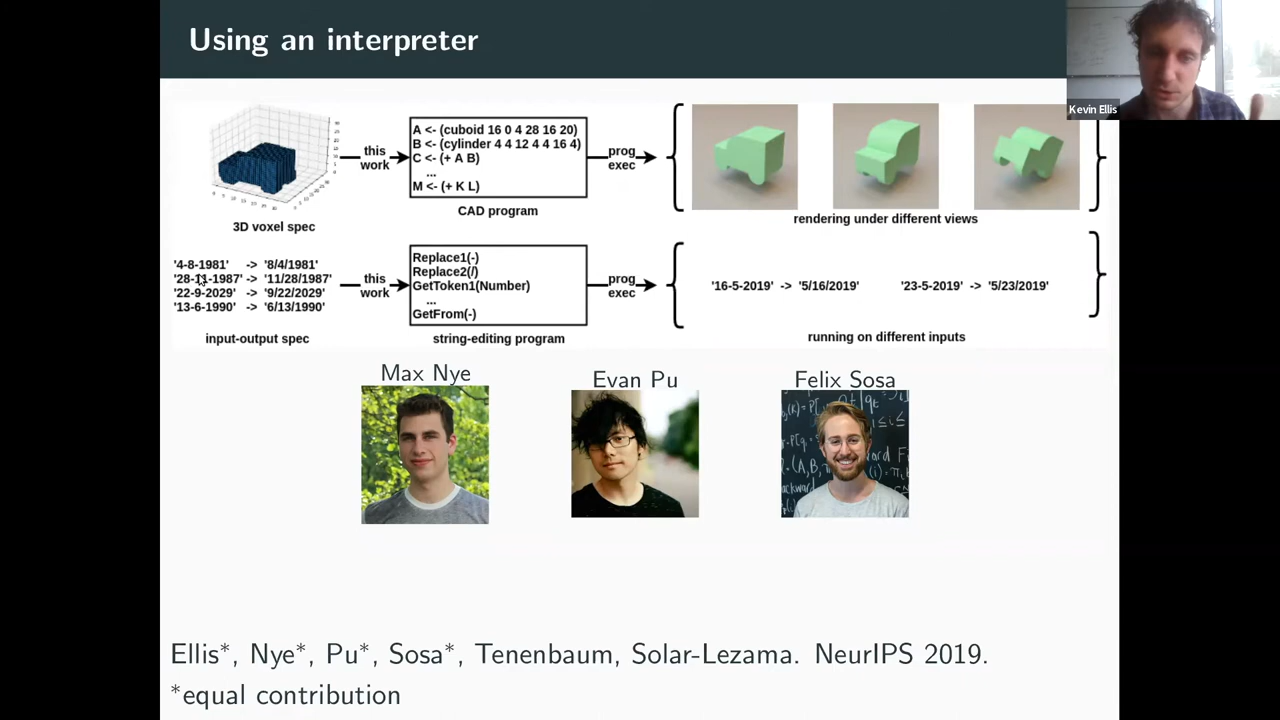 Using an interpreter
Kevin Ellis
A <- (cuboid 16 0 4 28 16 20)
B <- (cylinder 4 4 12 4 4 16 4)
C <- (+ A B)
...
M <- (+ K L)
this
work
prog
exec
3D voxel spec
CAD program
rendering under different views
'4-8-1981' -> '8/4/1981'
'28-11-1987' -> '11/28/1987'
'22-9-2029' -> '9/22/2029'
'13-6-1990' -> '6/13/1990'
this
work
Replace1(-)
Replace2(/)
GetToken1(Number)
...
GetFrom(-)
prog
exec
'16-5-2019' -> '5/16/2019' '23-5-2019' -> '5/23/2019'
input-output spec
string-editing program
running on different inputs
Max Nye
Evan Pu
Felix Sosa
Ellis*, Nye*, Pu*, Sosa*, Tenenbaum, Solar-Lezama. NeurIPS 2019.
*equal contribution